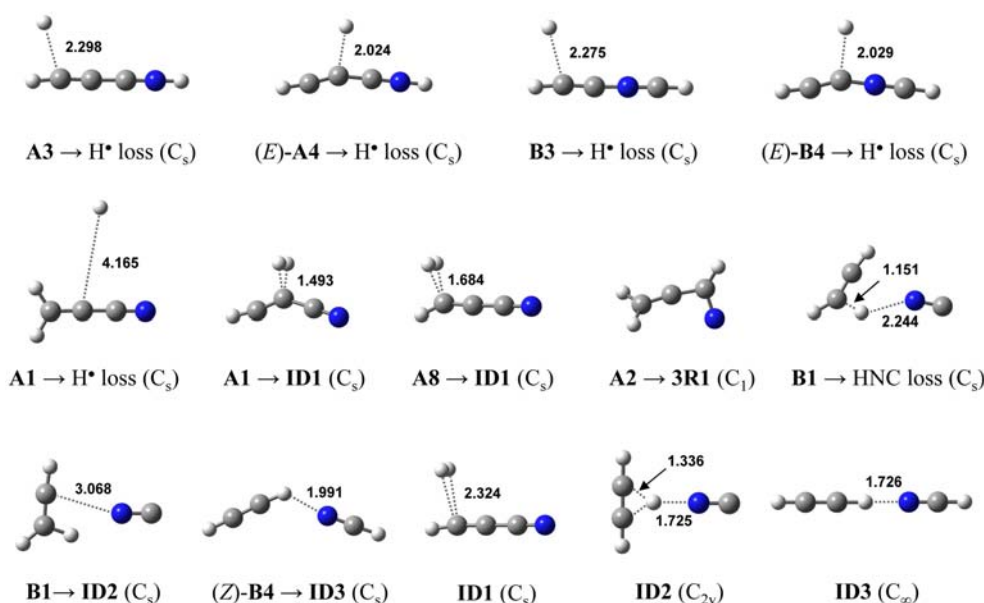 2.298 2.024 2.275 2.029
A3 → H• loss (Cs) (E)-A4 → H• loss (Cs) B3 → H• loss (Cs) (E)-B4 → H• loss (Cs)
4.165 1.493 1.684 1.151 2.244
A1 → H• loss (Cs) A1 → ID1 (Cs) A8 → ID1 (Cs) A2 → 3R1 (C1) B1 → HNC loss (Cs)
3.068 1.991 2.324 1.336 1.725 1.726
B1→ ID2 (Cs) (Z)-B4 → ID3 (Cs) ID1 (Cs) ID2 (C2v) ID3 (C∞)